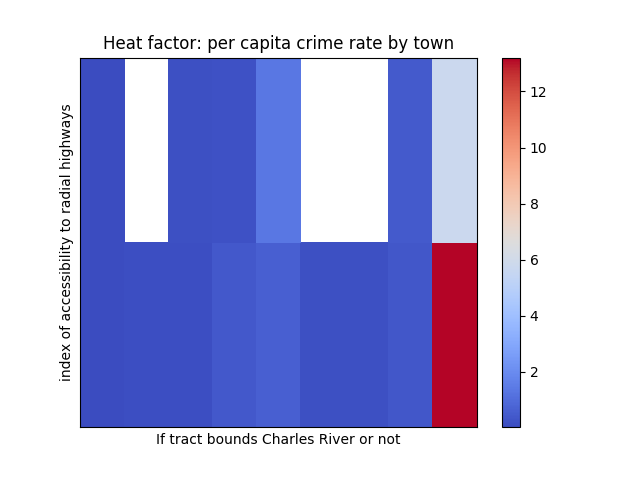 Heat factor: per capita crime rate by town
index of accessibility to radial highways
If tract bounds Charles River or not
12
10
8
6
4
2